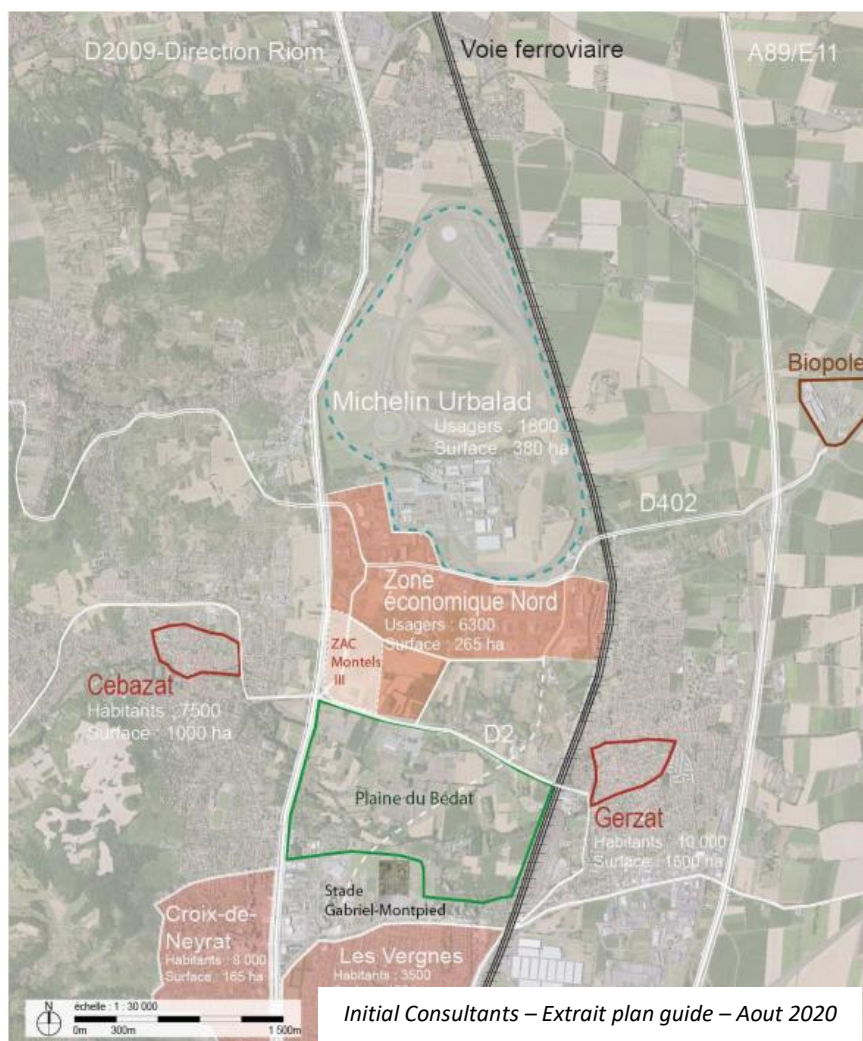 D2009-Direction Riom
Voie ferroviaire
A89/E11
Biopole
Michelin Urbalad
Usagers : 1800
Surface : 380 ha
D402
Zone
économique Nord
Usagers : 6300
Surface : 265 ha
ZAC
Montels
III
Cebazat
Habitants : 7500
Surface : 1000 ha
D2
Plaine du Bédat
Gerzat
Habitants : 10 000
Surface : 1600 ha
Stade
Gabriel-Montpied
Croix-de-
Neyrat
Habitants : 8 000
Surface : 165 ha
Les Vergnes
Habitants : 3500
N
échelle : 1 : 30 000
0m 300m 1 500m
Initial Consultants – Extrait plan guide – Aout 2020